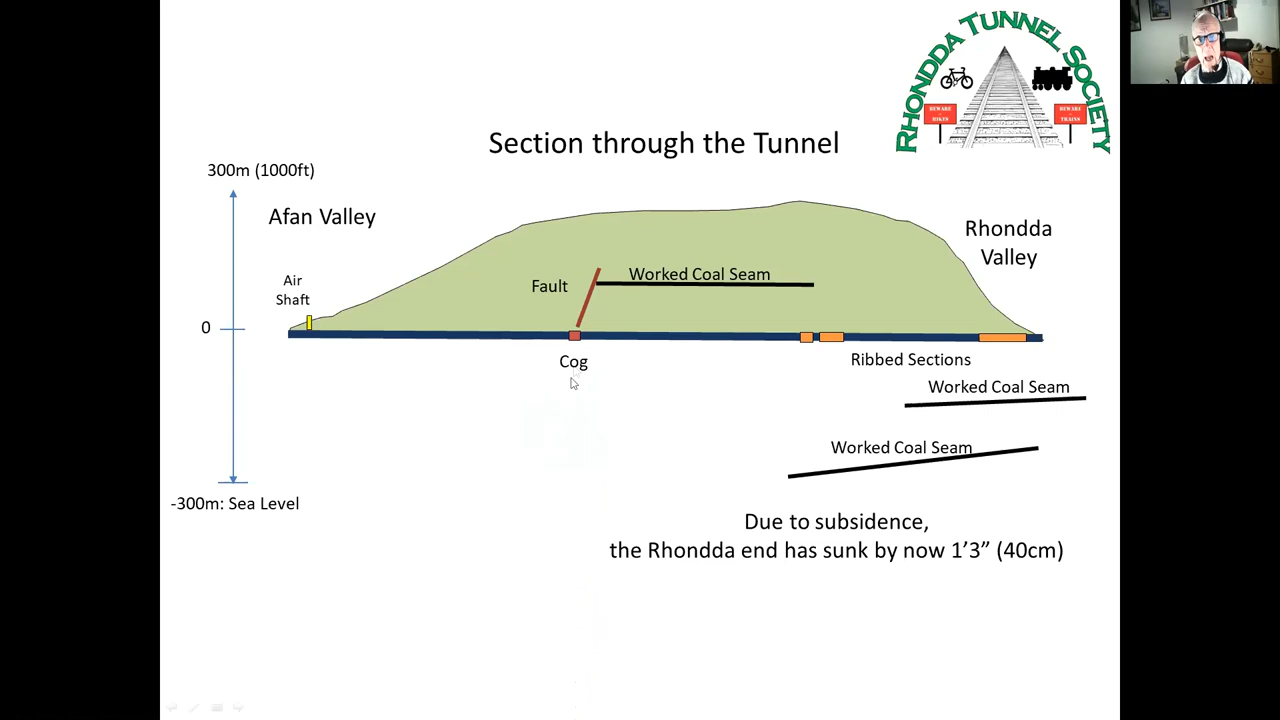 RHONDDA TUNNEL SOCIETY
BEWARE
BIKES
BEWARE
TRAINS
Section through the Tunnel
300m (1000ft)
Afan Valley
Rhondda
Valley
Air
Shaft
Fault
Worked Coal Seam
0
Cog
Ribbed Sections
Worked Coal Seam
Worked Coal Seam
-300m: Sea Level
Due to subsidence,
the Rhondda end has sunk by now 1’3” (40cm)